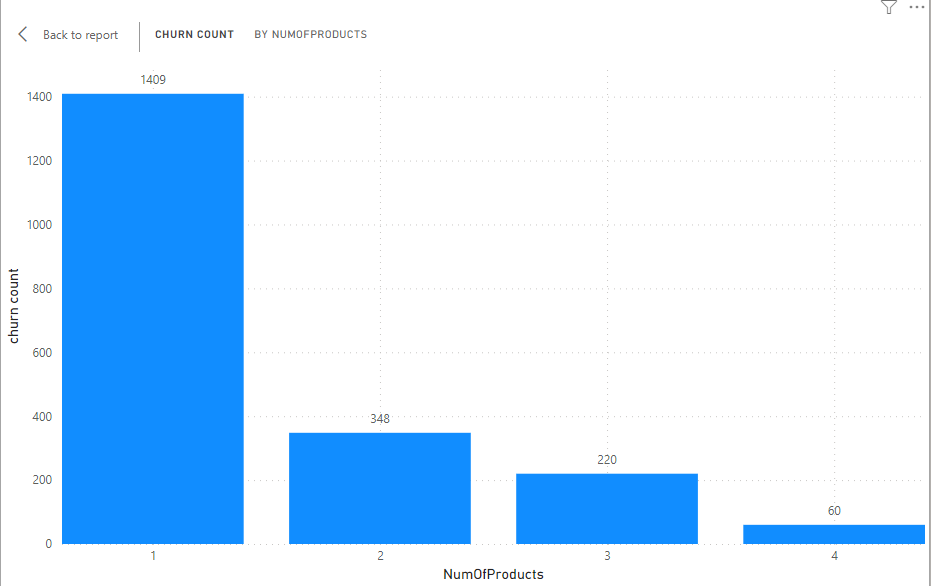 Back to report
CHURN COUNT BY NUMOFPRODUCTS
churn count
1400
1200
1000
800
600
400
200
0
1409
348
220
60
1 2 3 4
NumOfProducts